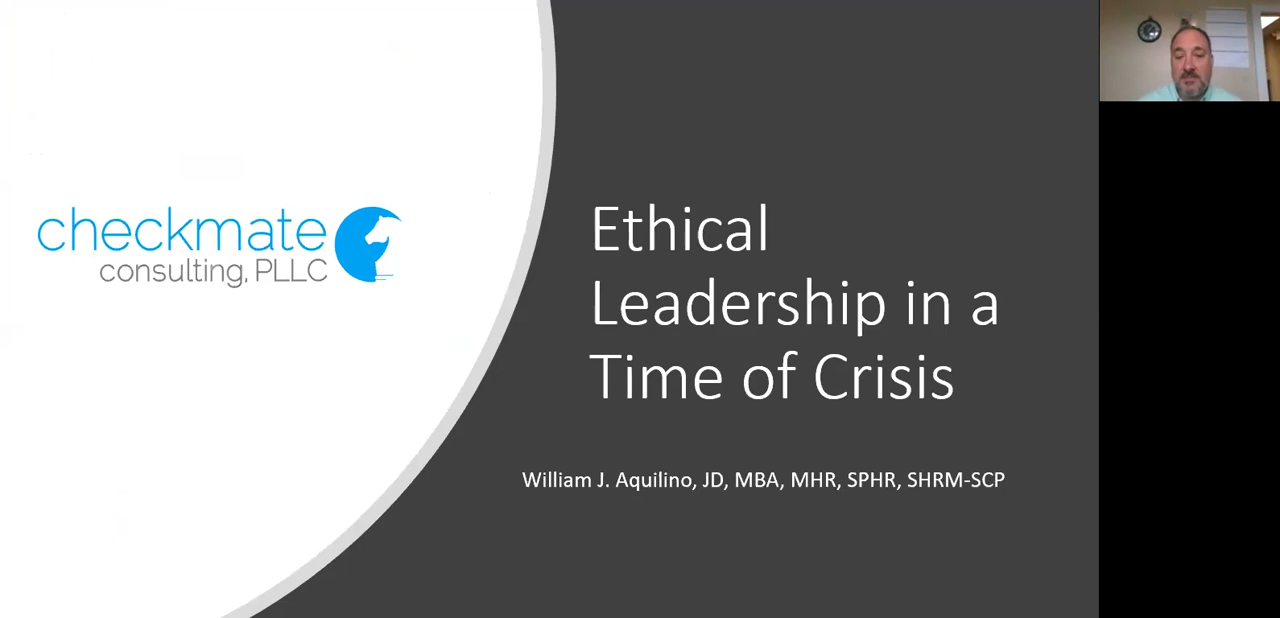 checkmate
consulting, PLLC
Ethical
Leadership in a
Time of Crisis
William J. Aquilino, JD, MBA, MHR, SPHR, SHRM-SCP